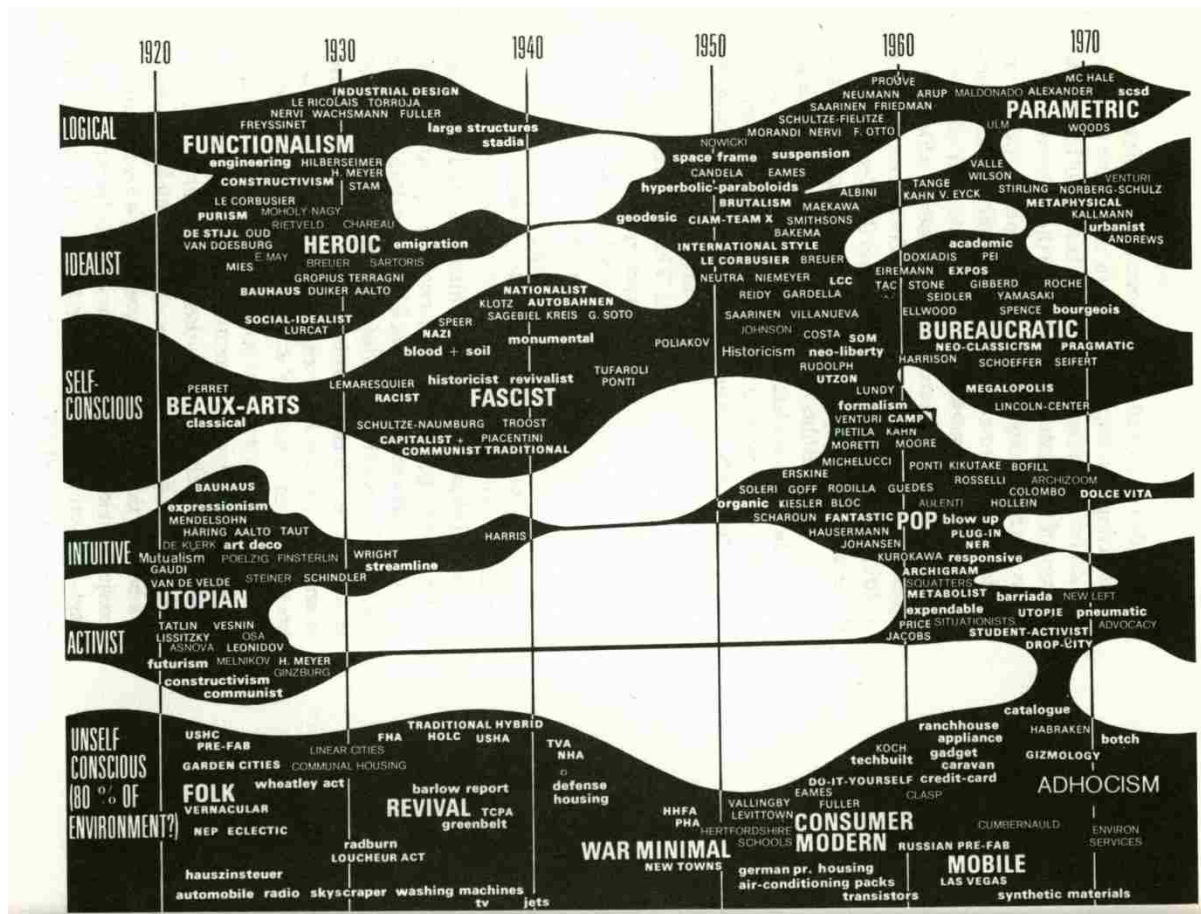 1920 1930 1940 1950 1960 1970
LOGICAL
INDUSTRIAL DESIGN
LE RICOLAIS TORROJA
NERVI WACHSMANN FULLER
FREYSSINET
large structures
stadia
FUNCTIONALISM
engineering HILBERSEIMER
H. MEYER
CONSTRUCTIVISM
STAM
PROUVE
NEUMANN ARUP MALDONADO ALEXANDER
MC HALE
scsd
SAARINEN FRIEDMAN
PARAMETRIC
SCHULTZE-FIELITZE
ULM
WOODS
MORANDI NERVI F. OTTO
NOWICKI
space frame suspension
CANDELA EAMES
hyperbolic-paraboloids
VALLE
WILSON
VENTURI
TANGE
STIRLING NORBERG-SCHULZ
ALBINI
KAHN V. EYCK
METAPHYSICAL
BRUTALISM
MAEKAWA
KALLMANN
geodesic CIAM-TEAM X SMITHSONS
urbanist
BAKEMA
ANDREWS
IDEALIST
LE CORBUSIER
PURISM MOHOLY-NAGY
RIETVELD CHAREAU
DE STIJL OUD
VAN DOESBURG
HEROIC emigration
E. MAY BREUER SARTORIS
MIES
GROPIUS TERRAGNI
BAUHAUS DUIKER AALTO
SOCIAL-IDEALIST
LURCAT
INTERNATIONAL STYLE
LE CORBUSIER BREUER
academic
DOXIADIS PEI
NEUTRA NIEMEYER LCC
EIREMANN EXPOS
TAC STONE GIBBERD ROCHE
REIDY GARDELLA
SEIDLER YAMASAKI
ELLWOOD SPENCE bourgeois
SAARINEN VILLANUEVA
BUREAUCRATIC
JOHNSON COSTA SOM
NEO-CLASSICISM PRAGMATIC
Historicism neo-liberty
HARRISON SCHOEFFER SEIFERT
RUDOLPH
UTZON
SELF-
CONSCIOUS
NATIONALIST
KLOTZ AUTOBAHNEN
SAGEBIEL KREIS G. SOTO
SPEER
NAZI
monumental
blood + soil
POLIAKOV
PERRET
LEMARESQUIER historicist revivalist
TUFAROLI
PONTI
BEAUX-ARTS
classical
RACIST
FASCIST
SCHULTZE-NAUMBURG TROOST
CAPITALIST + PIACENTINI
COMMUNIST TRADITIONAL
LUNDY
MEGALOPOLIS
formalism
LINCOLN-CENTER
VENTURI CAMP
PIETILA KAHN
MORETTI MOORE
MICHELUCCI
PONTI KIKUTAKE BOFILL
ERSKINE
ROSSELLI ARCHIZOOM
SOLERI GOFF RODILLA GUEDES
COLOMBO DOLCE VITA
organic KIESLER BLOC
AULENTI HOLLEIN
SCHAROUN FANTASTIC POP blow up
HAUSERMANN
PLUG-IN
JOHANSEN
NER
KUROKAWA responsive
INTUITIVE
BAUHAUS
expressionism
MENDELSOHN
HÄRING AALTO TAUT
DE KLERK art deco
Mutualism POELZIG FINSTERLIN
GAUDI
WRIGHT
streamline
HARRIS
VAN DE VELDE STEINER SCHINDLER
UTOPIAN
ARCHIGRAM
SQUATTERS
METABOLIST barriada NEW LEFT
expendable UTOPIE pneumatic
PRICE SITUATIONISTS ADVOCACY
JACOBS STUDENT-ACTIVIST
DROP-CITY
ACTIVIST
TATLIN VESNIN
LISSITZKY OSA
ASNOVA LEONIDOV
futurism MELNIKOV H. MEYER
GINZBURG
constructivism
communist
UNSELF
CONSCIOUS
(80 % OF
ENVIRONMENT?)
USHC
PRE-FAB
TRADITIONAL HYBRID
FHA HOLC USHA
LINEAR CITIES
GARDEN CITIES COMMUNAL HOUSING
TVA
NHA
defense
housing
FOLK wheatley act
VERNACULAR
barlow report
REVIVAL TCPA
greenbelt
NEP ECLECTIC
radburn
LOUCHEUR ACT
hauszinsteuer
automobile radio skyscraper washing machines
tv jets
catalogue
ranchhouse
appliance
HABRAKEN
botch
KOCH
techbuilt
gadget
caravan
GIZMOLOGY
DO-IT-YOURSELF credit-card
ADHOCISM
EAMES
CLASP
FULLER
HHFA
PHA
VALLINGBY
LEVITTOWN
HERTFORDSHIRE
SCHOOLS
CONSUMER
MODERN
CUMBERNAULD
ENVIRON
SERVICES
RUSSIAN PRE-FAB
WAR MINIMAL
NEW TOWNS
german pr. housing
MOBILE
LAS VEGAS
air-conditioning packs
transistors
synthetic materials